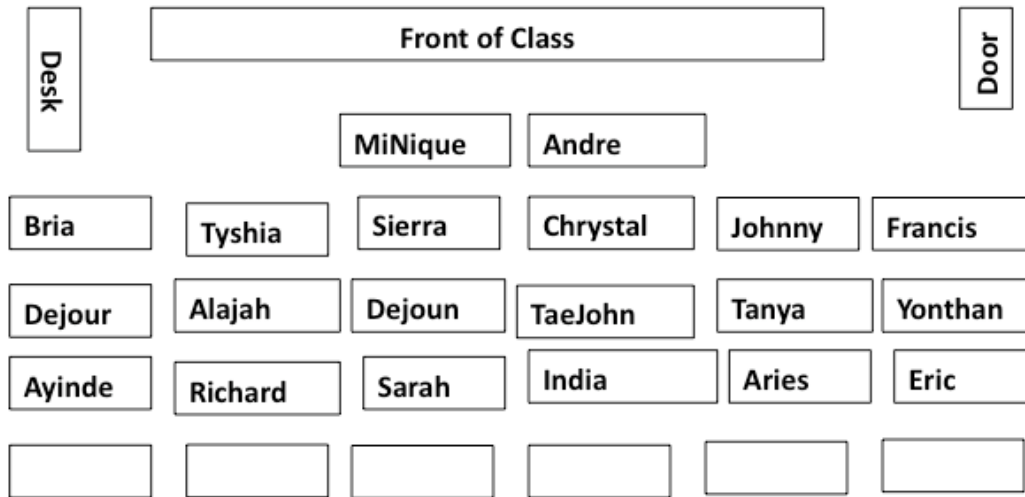 Front of Class
Desk
Door
MiNique Andre
Bria Tyshia Sierra Chrystal Johnny Francis
Dejour Alajah Dejoun TaeJohn Tanya Yonthan
Ayinde Richard Sarah India Aries Eric